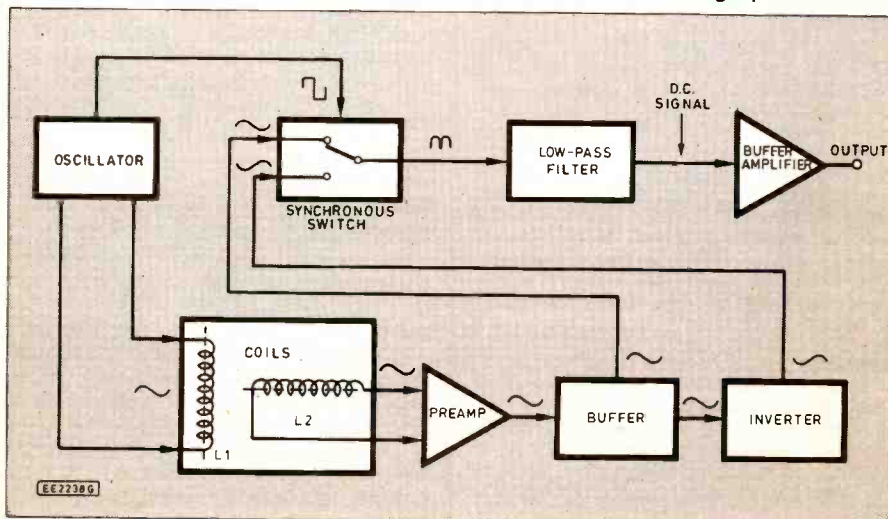 D.C.
SIGNAL
OSCILLATOR
LOW-PASS
FILTER
BUFFER
AMPLIFIER
OUTPUT
SYNCHRONOUS
SWITCH
COILS
L2
L1
PREAMP
BUFFER
INVERTER
EE2238G